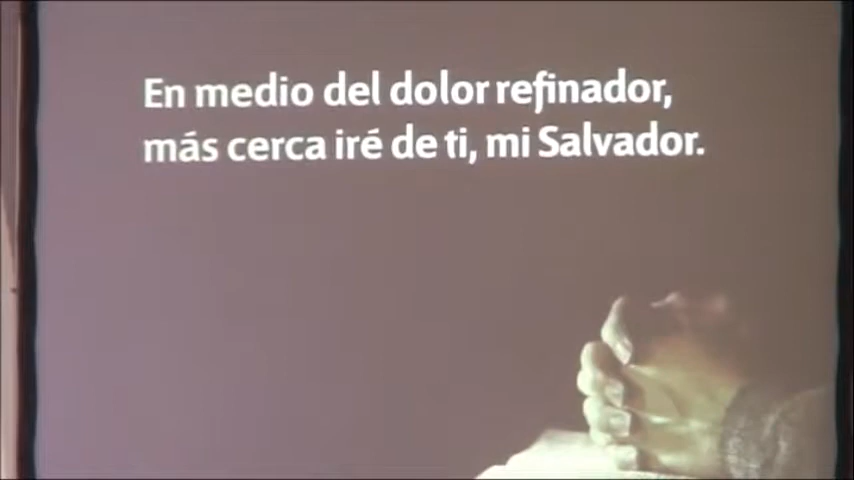 En medio del dolor refinador,
más cerca iré de ti, mi Salvador.